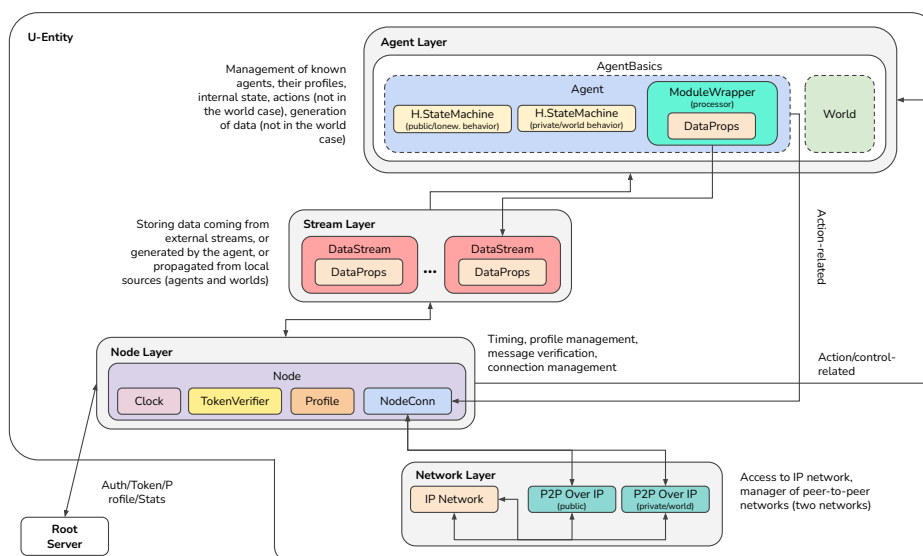 U-Entity
Agent Layer
AgentBasics
Management of known
agents, their profiles,
internal state, actions (not in
the world case), generation
of data (not in the world
case)
Agent
H.StateMachine
(public/lonew. behavior)
H.StateMachine
(private/world behavior)
ModuleWrapper
(processor)
DataProps
World
Action-related
Stream Layer
Storing data coming from
external streams, or
generated by the agent, or
propagated from local
sources (agents and worlds)
DataStream
DataProps
...
DataStream
DataProps
Node Layer
Node
Clock
TokenVerifier
Profile
NodeConn
Timing, profile management,
message verification,
connection management
Action/control-
related
Auth/Token/P
rofile/Stats
Root
Server
Network Layer
IP Network
P2P Over IP
(public)
P2P Over IP
(private/world)
Access to IP network,
manager of peer-to-peer
networks (two networks)